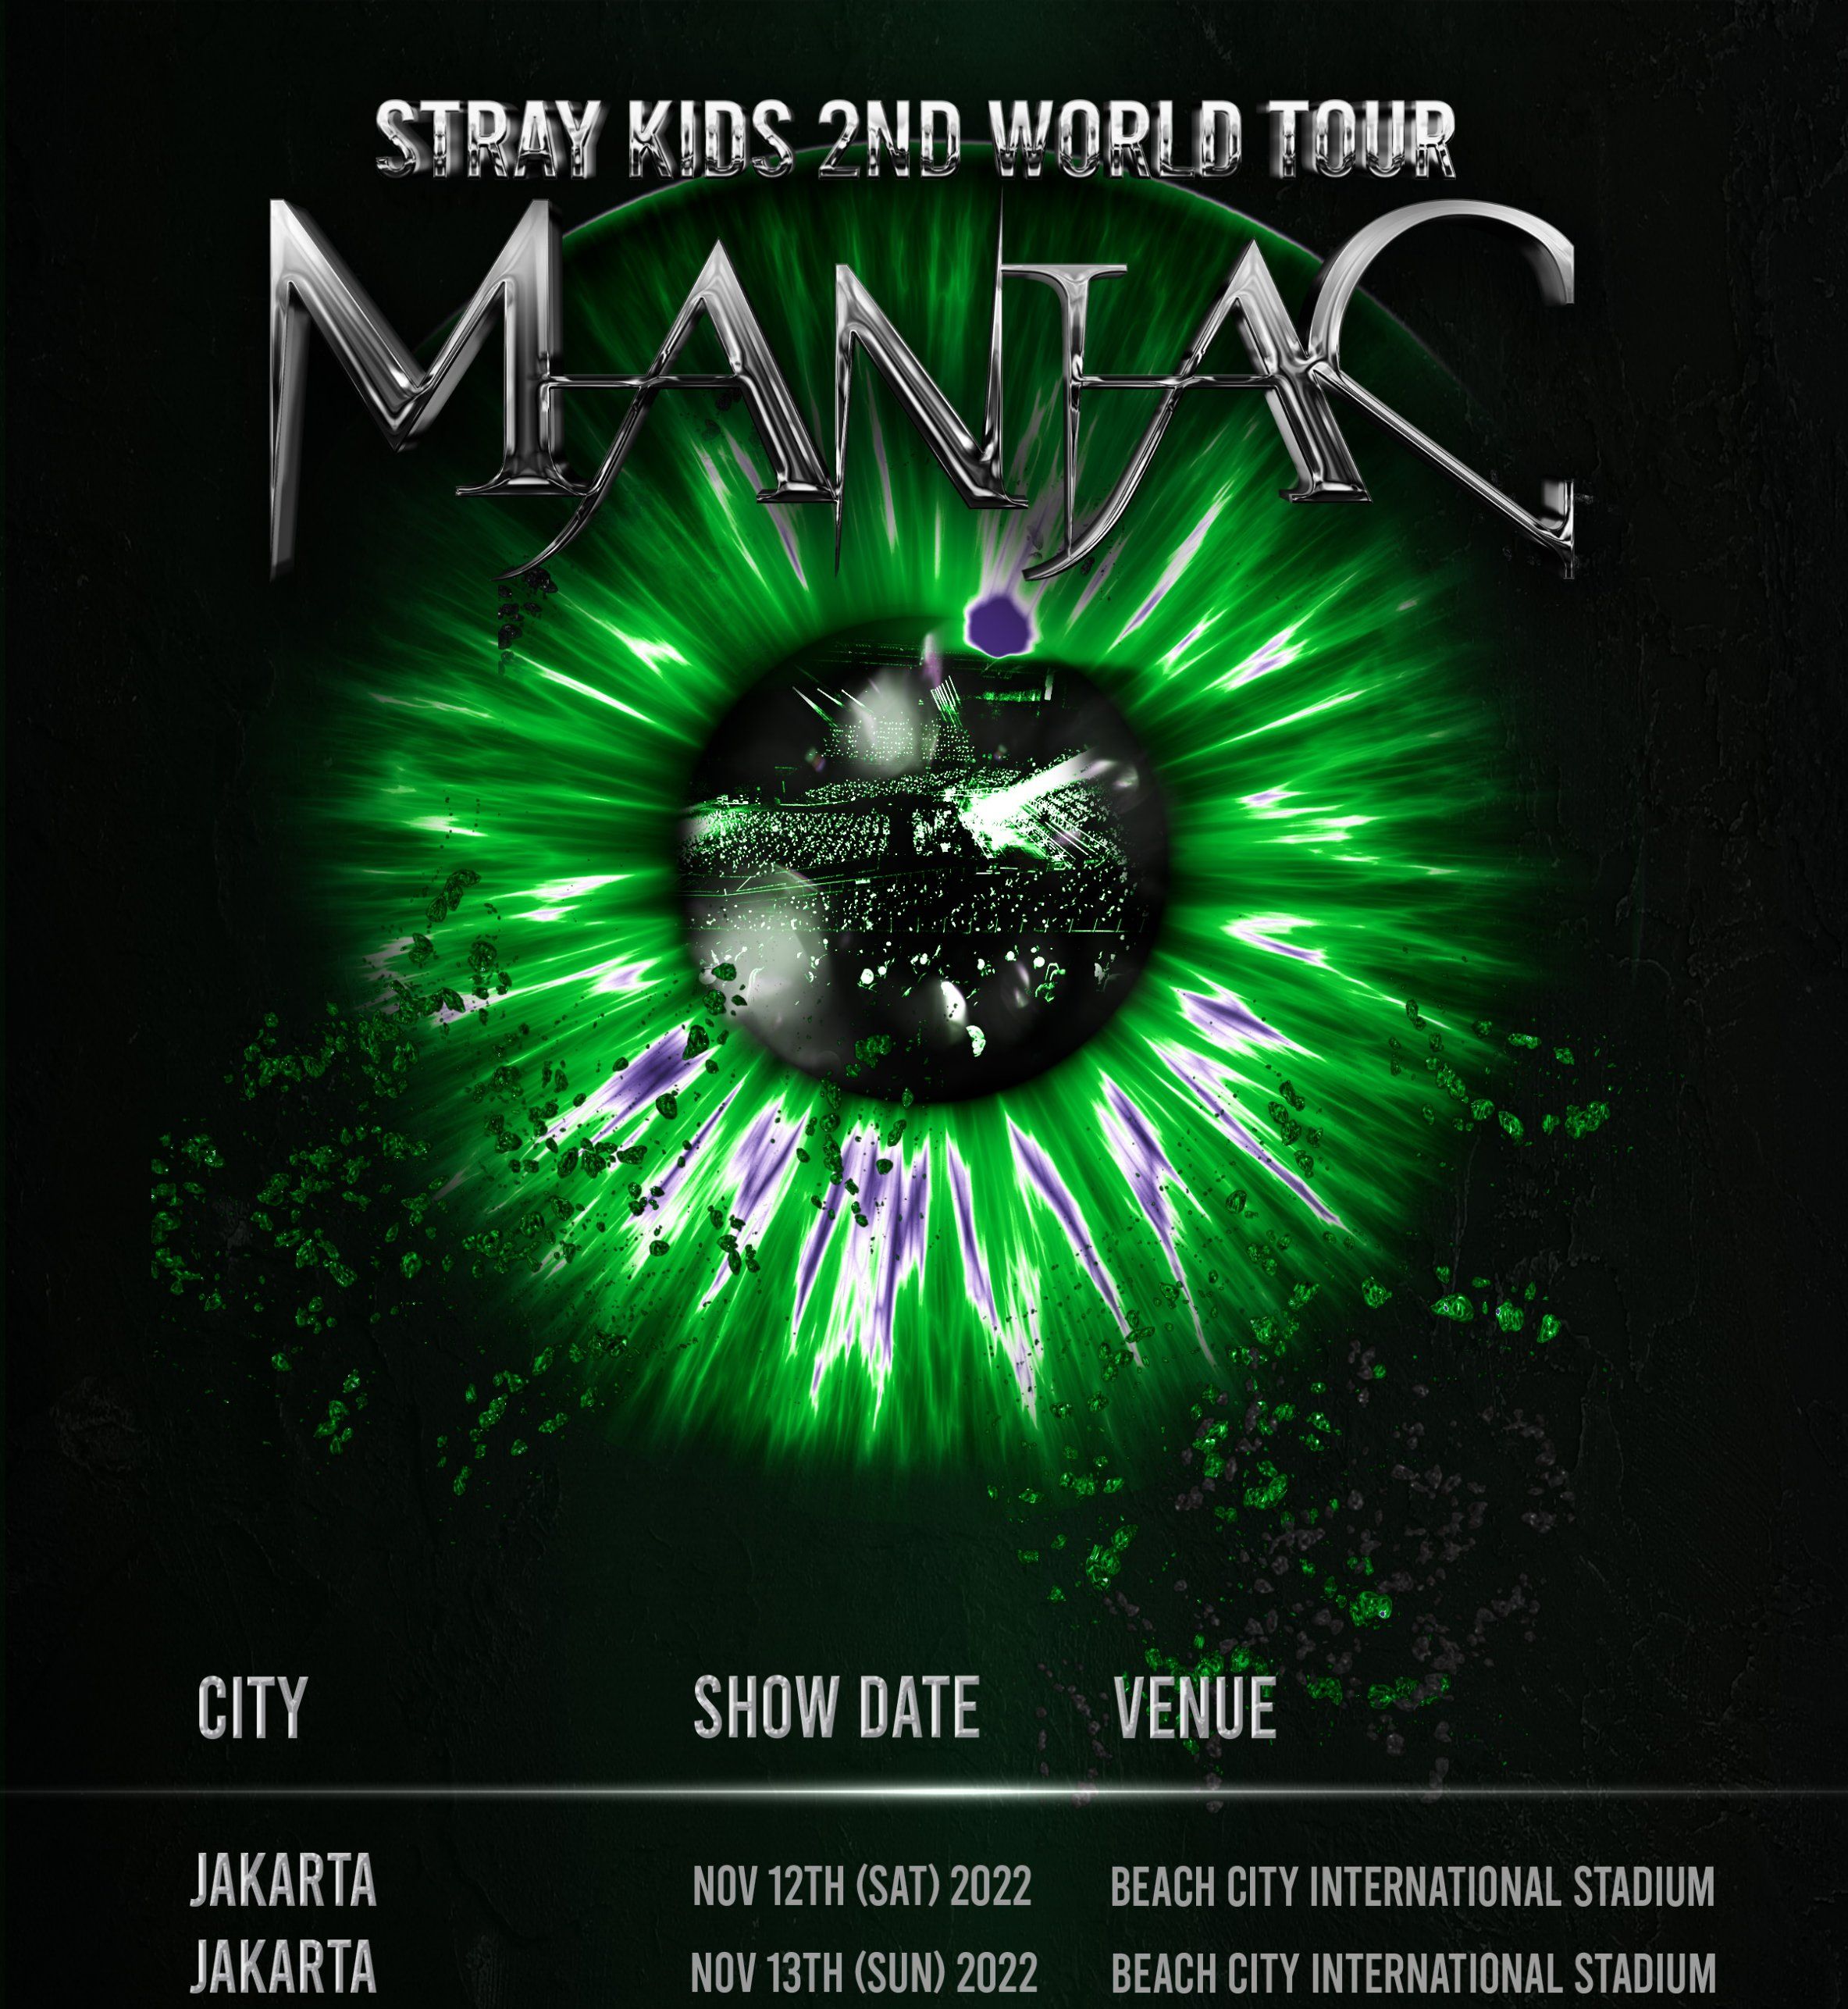 STRAY KIDS 2ND WORLD TOUR
MANIAC
CITY SHOW DATE VENUE
JAKARTA NOV 12TH (SAT) 2022 BEACH CITY INTERNATIONAL STADIUM
JAKARTA NOV 13TH (SUN) 2022 BEACH CITY INTERNATIONAL STADIUM